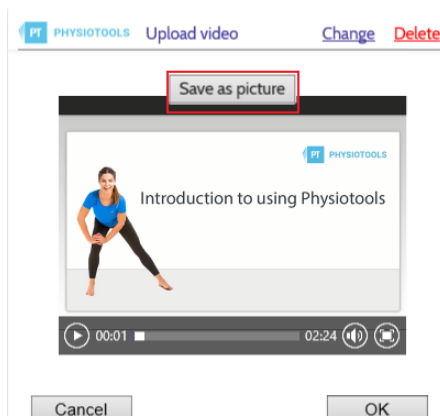 PT PHYSIOTOOLS Upload video Change Delete
Save as picture
PT PHYSIOTOOLS
Introduction to using Physiotools
00:01 02:24
Cancel OK